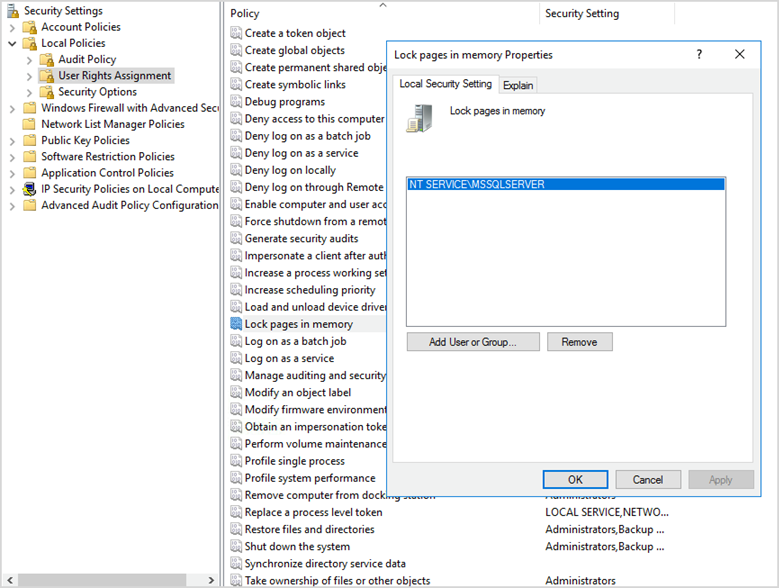 Security Settings
Account Policies
Local Policies
Audit Policy
User Rights Assignment
Security Options
Windows Firewall with Advanced Secu
Network List Manager Policies
Public Key Policies
Software Restriction Policies
Application Control Policies
IP Security Policies on Local Compute
Advanced Audit Policy Configuration
Policy
Security Setting
Create a token object
Create global objects
Create permanent shared obje
Create symbolic links
Debug programs
Deny access to this computer
Deny log on as a batch job
Deny log on as a service
Deny log on locally
Deny log on through Remote
Enable computer and user acc
Force shutdown from a remot
Generate security audits
Impersonate a client after auth
Increase a process working set
Increase scheduling priority
Load and unload device driver
Lock pages in memory
Log on as a batch job
Log on as a service
Manage auditing and security
Modify an object label
Modify firmware environment
Obtain an impersonation toke
Perform volume maintenance
Profile single process
Profile system performance
Remove computer from docking station
Administrators
Replace a process level token
LOCAL SERVICE,NETWO...
Restore files and directories
Administrators,Backup ...
Shut down the system
Administrators,Backup ...
Synchronize directory service data
Take ownership of files or other objects
Administrators
Lock pages in memory Properties
?
Local Security Setting
Explain
Lock pages in memory
NT SERVICE\MSSQLSERVER
Add User or Group...
Remove
OK
Cancel
Apply